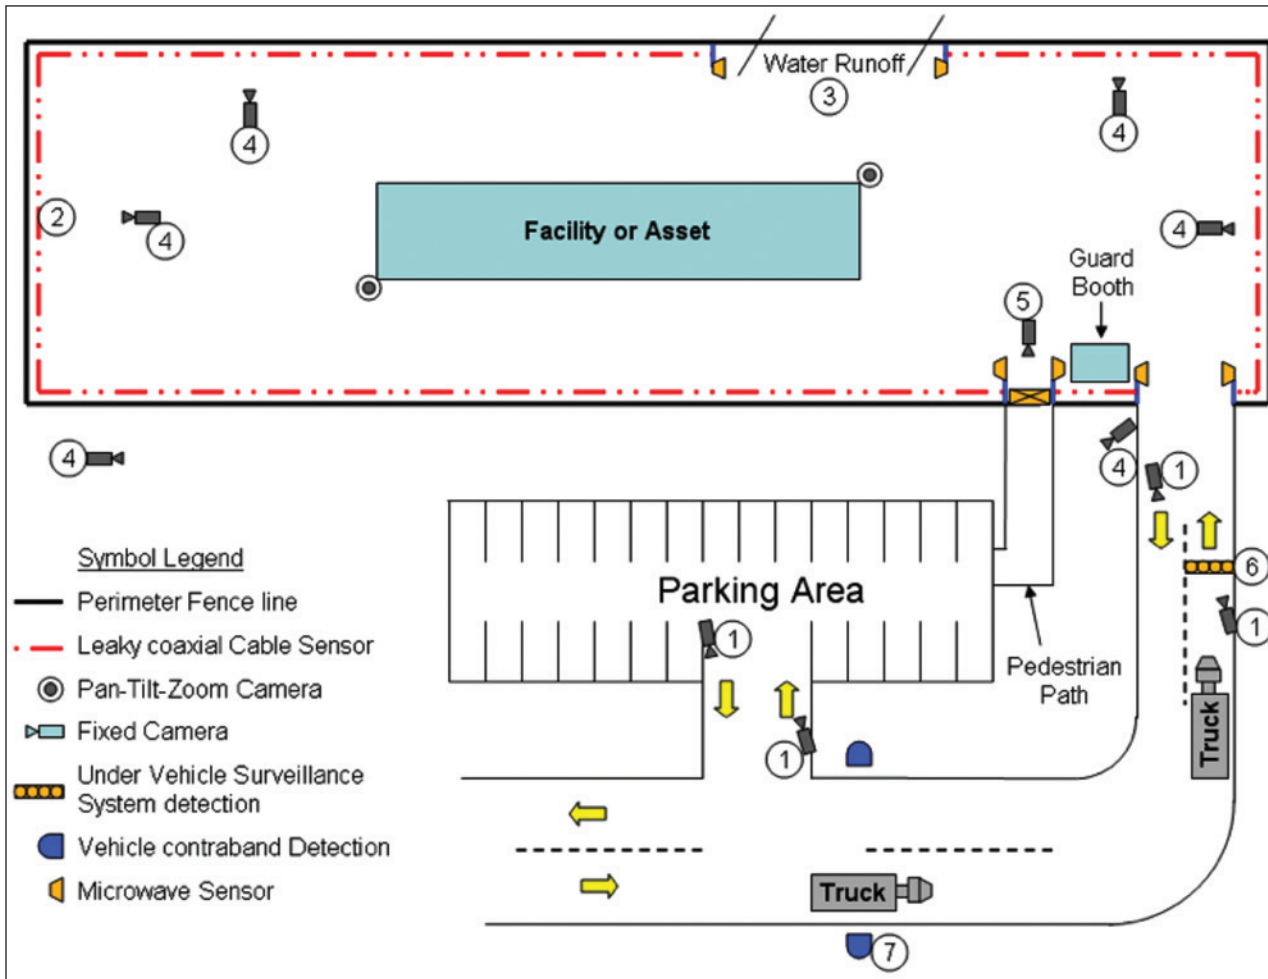 Water Runoff
3
4
4
2
4
Facility or Asset
4
Guard
Booth
5
4
4
1
Symbol Legend
Perimeter Fence line
Leaky coaxial Cable Sensor
Pan-Tilt-Zoom Camera
Fixed Camera
Under Vehicle Surveillance
System detection
Vehicle contraband Detection
Microwave Sensor
Parking Area
6
1
1
Pedestrian
Path
Truck
1
Truck
7